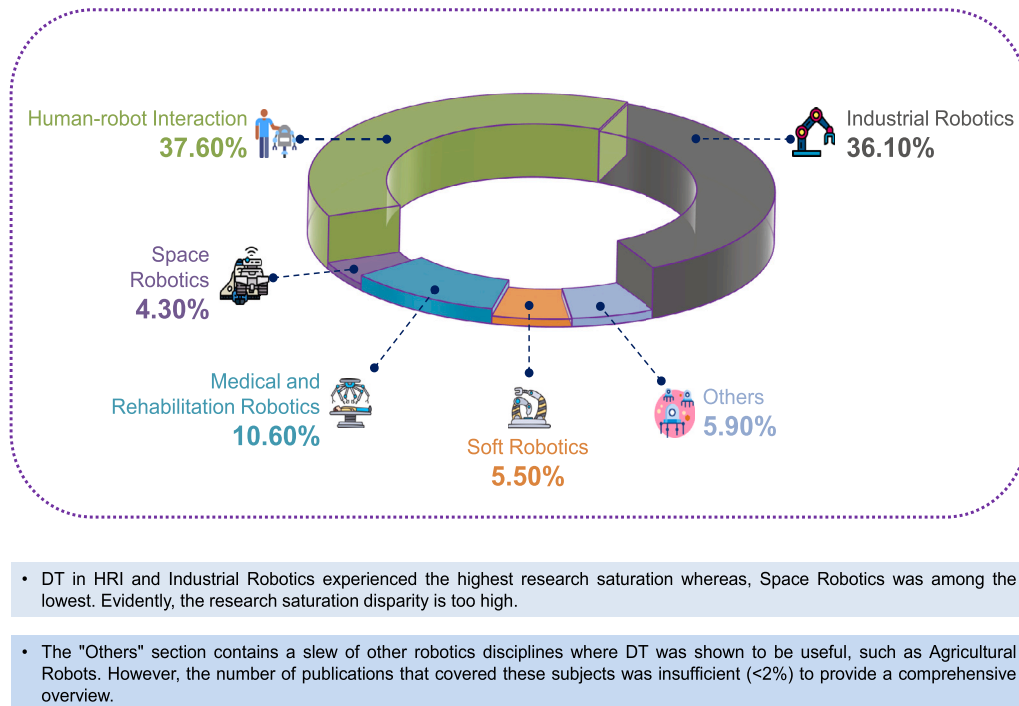 Human-robot Interaction
37.60%
Industrial Robotics
36.10%
Space
Robotics
4.30%
Medical and
Rehabilitation Robotics
10.60%
Soft Robotics
5.50%
Others
5.90%
• DT in HRI and Industrial Robotics experienced the highest research saturation whereas, Space Robotics was among the
lowest. Evidently, the research saturation disparity is too high.
• The "Others" section contains a slew of other robotics disciplines where DT was shown to be useful, such as Agricultural
Robots. However, the number of publications that covered these subjects was insufficient (<2%) to provide a comprehensive
overview.